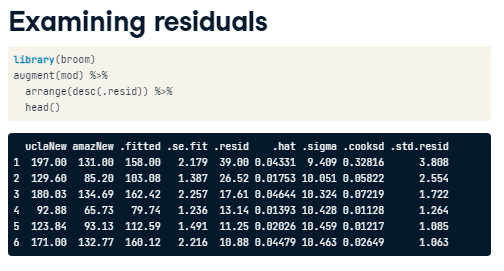 Examining residuals
library(broom)
augment(mod) %>%
  arrange(desc(.resid)) %>%
  head()
  uclaNew amazNew .fitted .se.fit .resid    .hat .sigma .cooksd .std.resid
1  197.00  131.00  158.00   2.179  39.00 0.04331  9.409 0.32816      3.808
2  129.60   85.20  103.08   1.387  26.52 0.01753 10.051 0.05822      2.554
3  180.03  134.69  162.42   2.257  17.61 0.04644 10.324 0.07219      1.722
4   92.88   65.73   79.74   1.236  13.14 0.01393 10.428 0.01128      1.264
5  123.84   93.13  112.59   1.491  11.25 0.02026 10.459 0.01217      1.085
6  171.00  132.77  160.12   2.216  10.88 0.04479 10.463 0.02649      1.063